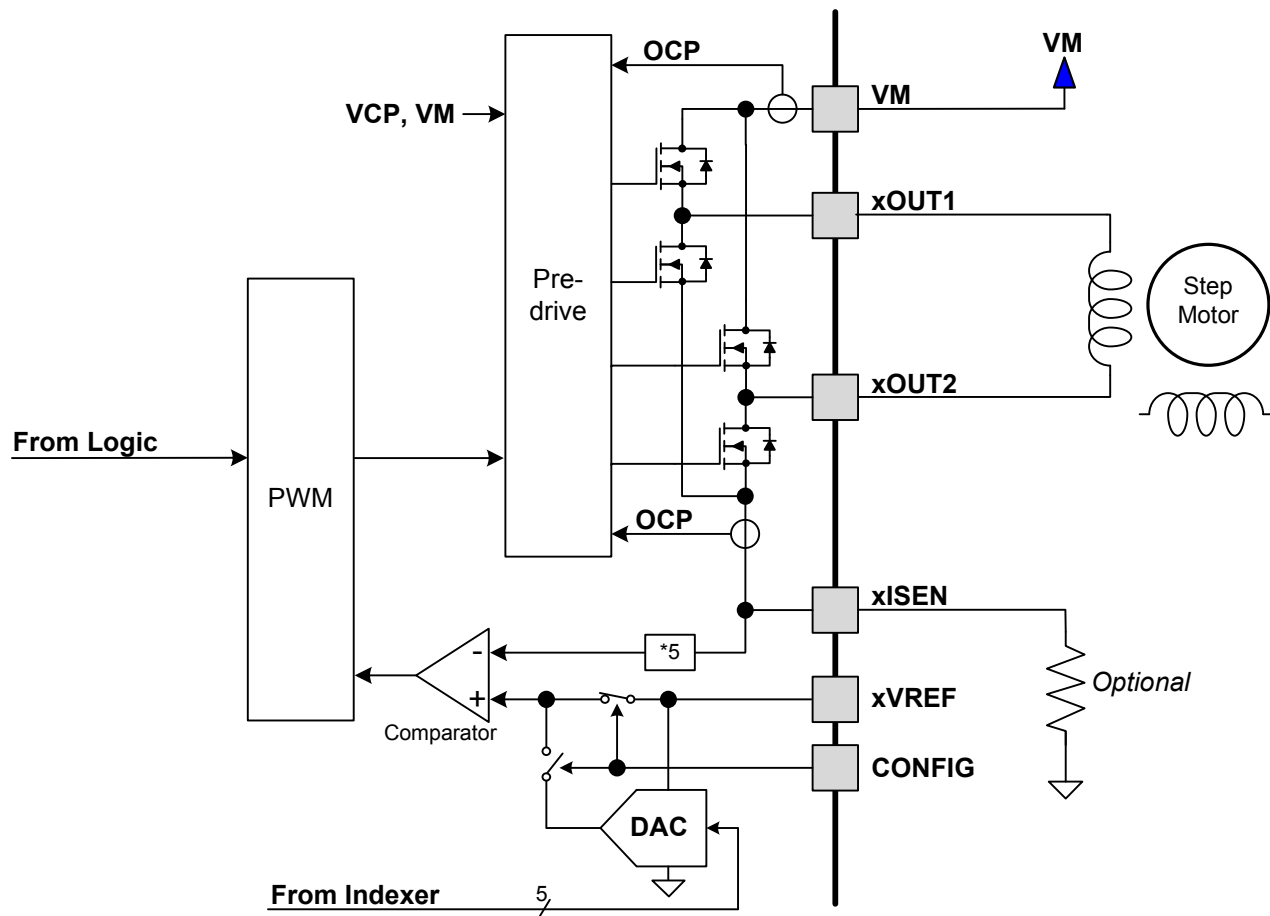 OCP
VM
VM
VCP, VM
xOUT1
Pre-
drive
Step
Motor
xOUT2
From Logic
PWM
OCP
xISEN
-
*5
+
xVREF
Optional
Comparator
CONFIG
DAC
From Indexer
5